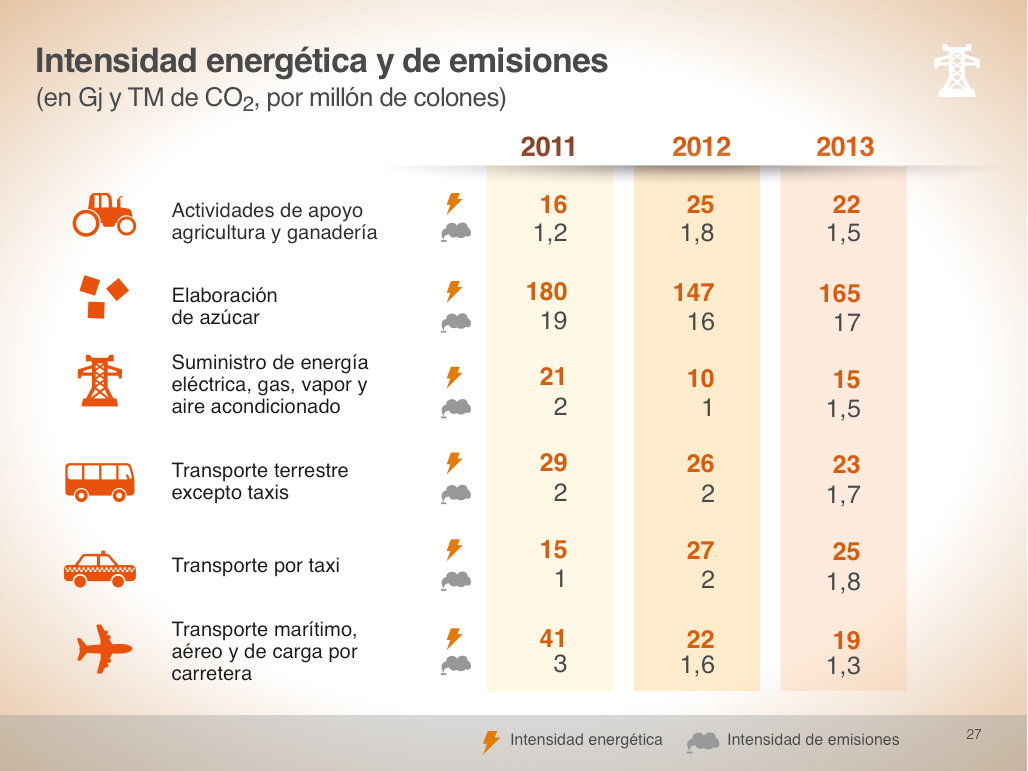 Intensidad energética y de emisiones
(en Gj y TM de CO2, por millón de colones)
2011 2012 2013
Actividades de apoyo
agricultura y ganadería
16 25 22
1,2 1,8 1,5
Elaboración
de azúcar
180 147 165
19 16 17
Suministro de energía
eléctrica, gas, vapor y
aire acondicionado
21 10 15
2 1 1,5
Transporte terrestre
excepto taxis
29 26 23
2 2 1,7
Transporte por taxi
15 27 25
1 2 1,8
Transporte marítimo,
aéreo y de carga por
carretera
41 22 19
3 1,6 1,3
Intensidad energética Intensidad de emisiones
27